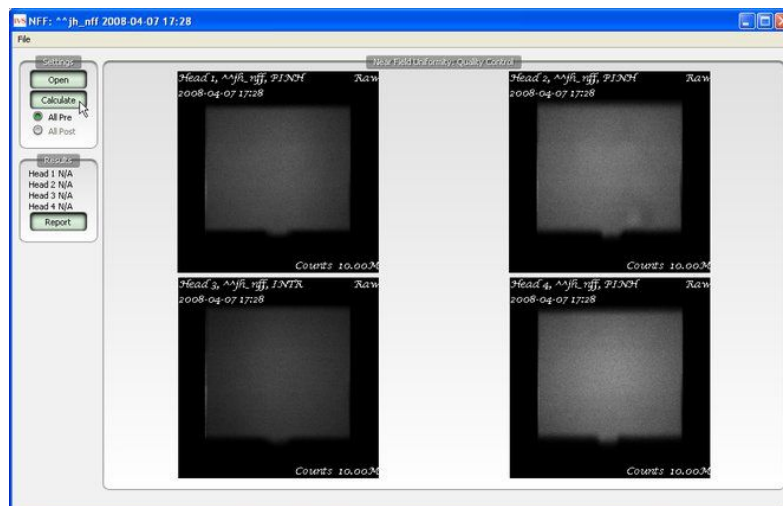 IVS NFF: ^^jh_nff 2008-04-07 17:28
File
Settings
Open
Calculate
All Pre
All Post
Results
Head 1 N/A
Head 2 N/A
Head 3 N/A
Head 4 N/A
Report
Near Field Uniformity: Quality Control
Head 1, ^^jh_nff, PINH Raw
2008-04-07 17:28
Counts 10.00M
Head 2, ^^jh_nff, PINH Raw
2008-04-07 17:28
Counts 10.00M
Head 3, ^^jh_nff, INTR Raw
2008-04-07 17:28
Counts 10.00M
Head 4, ^^jh_nff, PINH Raw
2008-04-07 17:28
Counts 10.00M